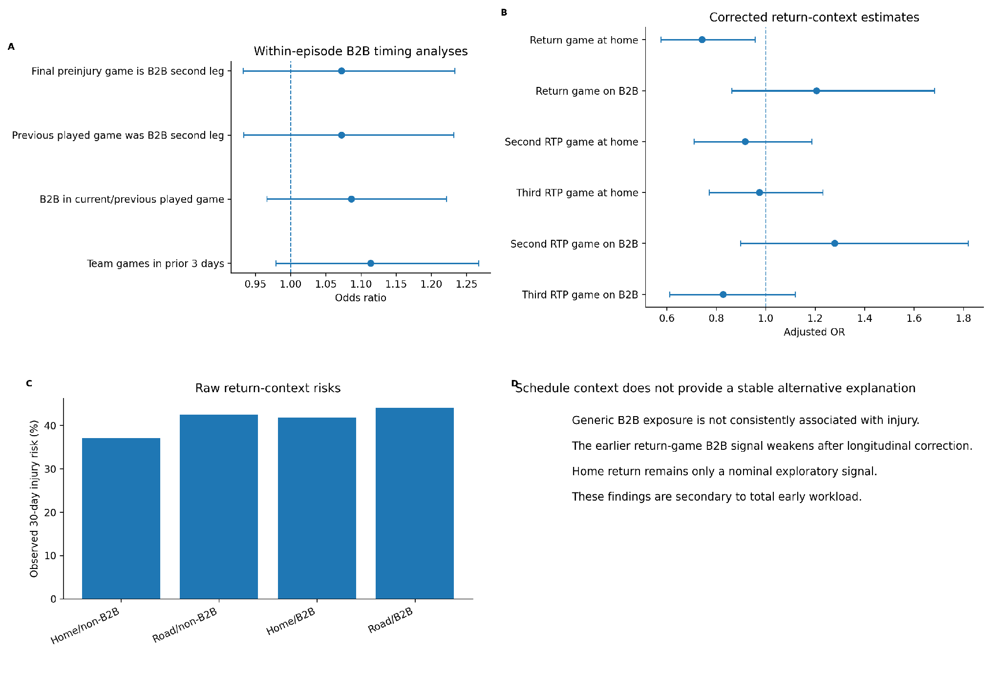 A
Within-episode B2B timing analyses
Final preinjury game is B2B second leg
Previous played game was B2B second leg
B2B in current/previous played game
Team games in prior 3 days
0.95 1.00 1.05 1.10 1.15 1.20 1.25
Odds ratio
B
Corrected return-context estimates
Return game at home
Return game on B2B
Second RTP game at home
Third RTP game at home
Second RTP game on B2B
Third RTP game on B2B
0.6 0.8 1.0 1.2 1.4 1.6 1.8
Adjusted OR
C
Raw return-context risks
Observed 30-day injury risk (%)
40
30
20
10
0
Home/non-B2B
Road/non-B2B
Home/B2B
Road/B2B
D
Schedule context does not provide a stable alternative explanation
Generic B2B exposure is not consistently associated with injury.
The earlier return-game B2B signal weakens after longitudinal correction.
Home return remains only a nominal exploratory signal.
These findings are secondary to total early workload.